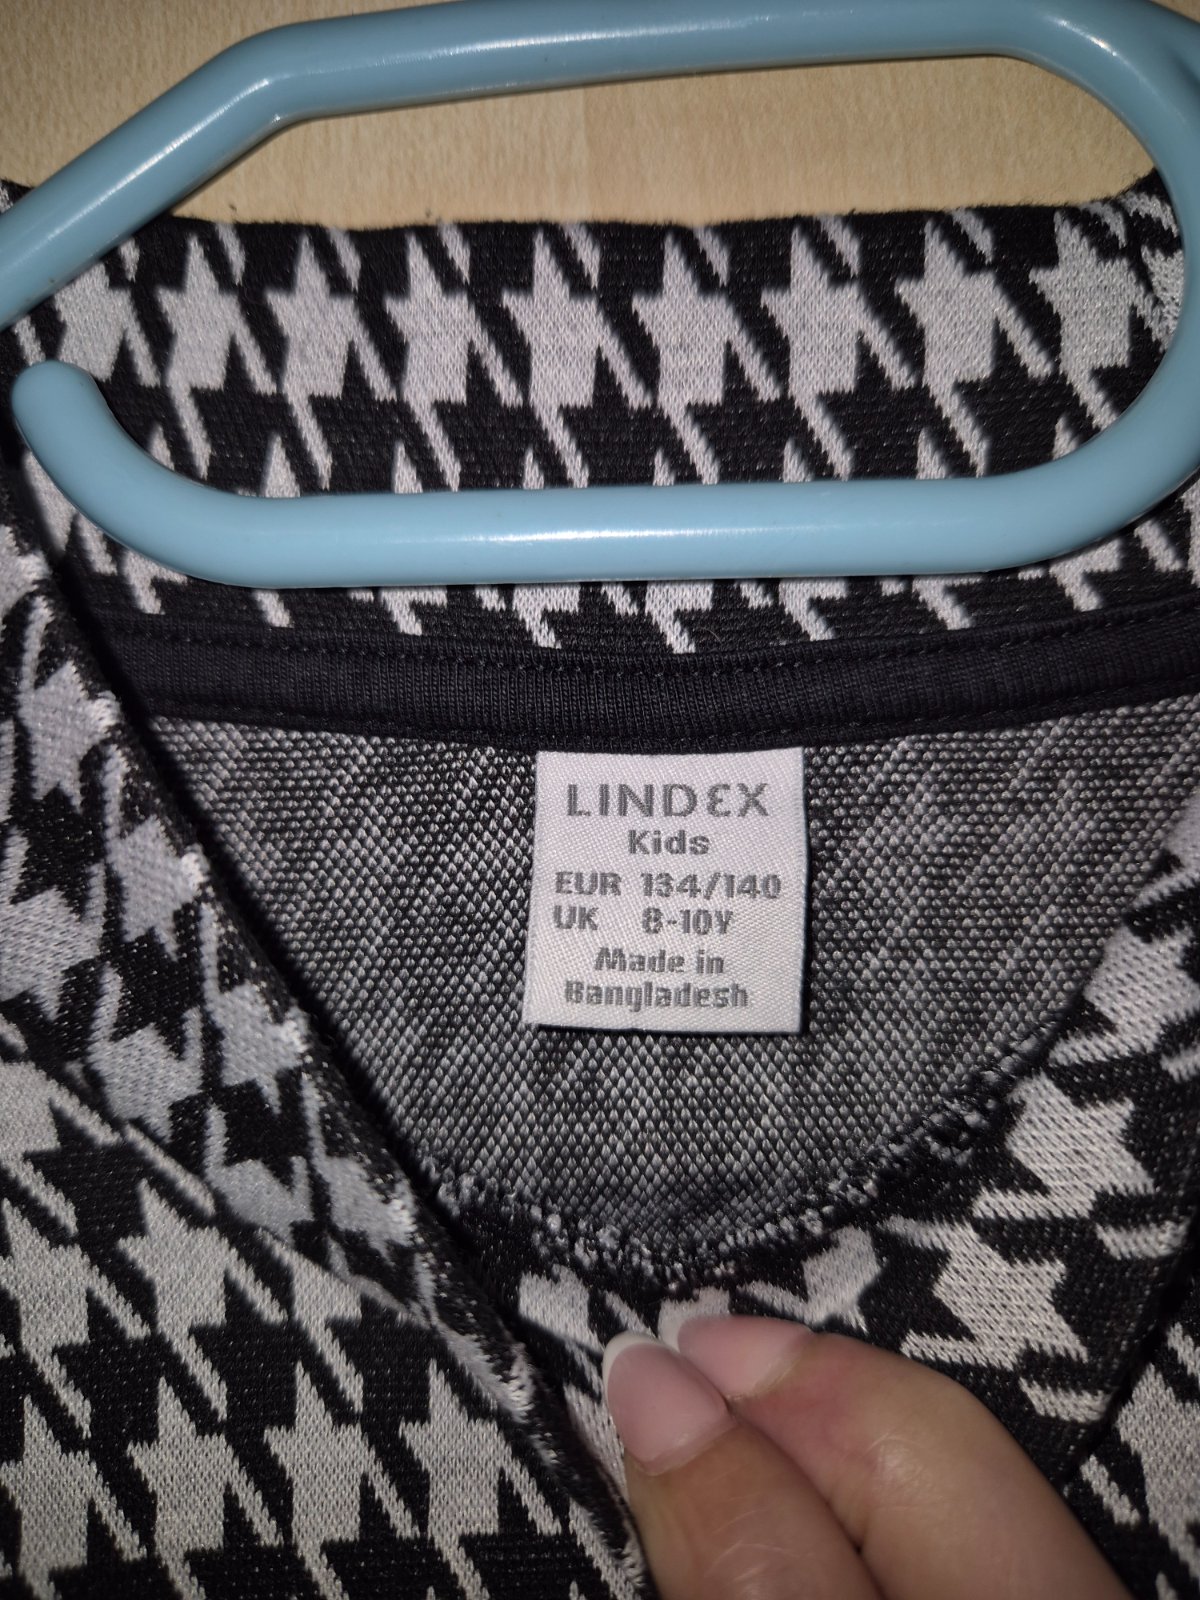 LINDEX
Kids
EUR 134/140
UK 8-10Y
Made in
Bangladesh